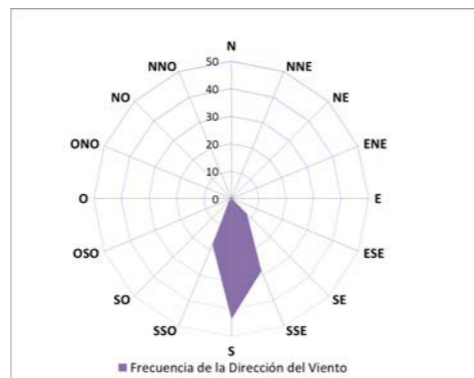 N
NNO
NNE
NO
NE
ONO
ENE
O
E
OSO
ESE
SO
SE
SSO
SSE
S
50
40
30
20
10
0
Frecuencia de la Dirección del Viento